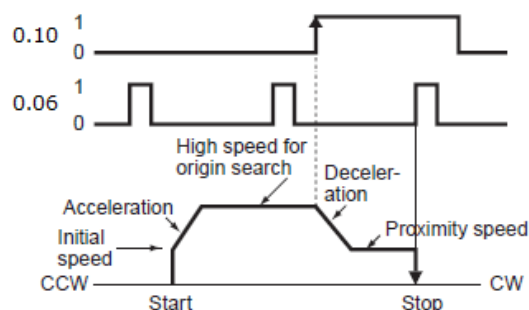 1
0.10
0
1
0.06
0
High speed for
origin search
Deceler-
ation
Acceleration
Proximity speed
Initial
speed
CCW
CW
Start
Stop